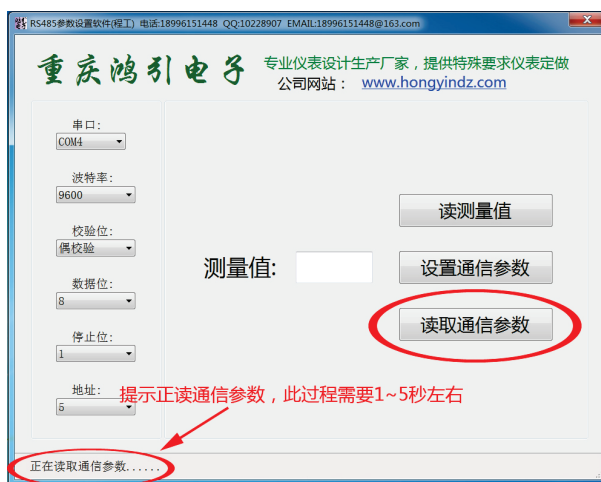 RS485参数设置软件(程工) 电话:18996151448 QQ:10228907 EMAIL:18996151448@163.com
重庆鸿引电子
专业仪表设计生产厂家，提供特殊要求仪表定做
公司网站： www.hongyindz.com
串口:
COM4
波特率:
9600
校验位:
偶校验
数据位:
8
停止位:
1
地址:
5
测量值:
读测量值
设置通信参数
读取通信参数
提示正读通信参数，此过程需要1~5秒左右
正在读取通信参数......